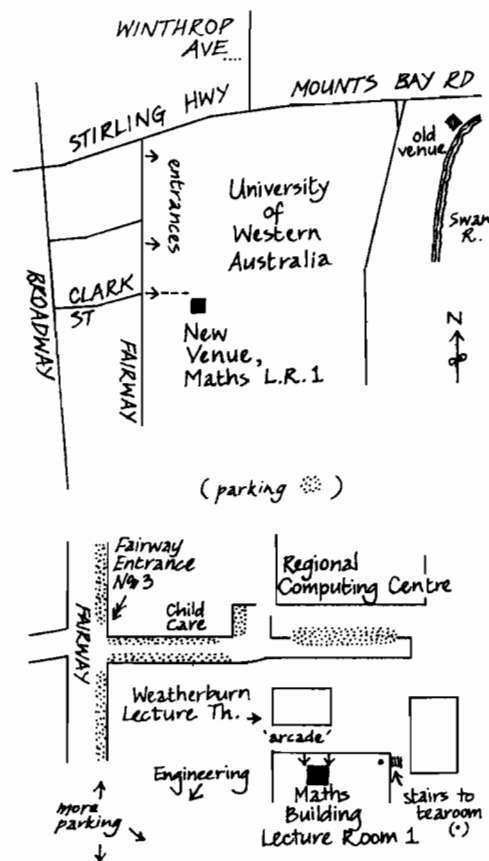 WINTHROP
AVE
STIRLING HWY
MOUNTS BAY RD
old
venue
entrances
University
of
Western
Australia
Swan
R.
BROADWAY
CLARK
ST
FAIRWAY
New
Venue,
Maths L.R. 1
N
(parking )
Fairway
Entrance
No 3
Regional
Computing Centre
FAIRWAY
Child
Care
Weatherburn
Lecture Th.
'arcade'
Engineering
more
parking
Maths
Building
Lecture Room 1
stairs to
tearoom
(•)